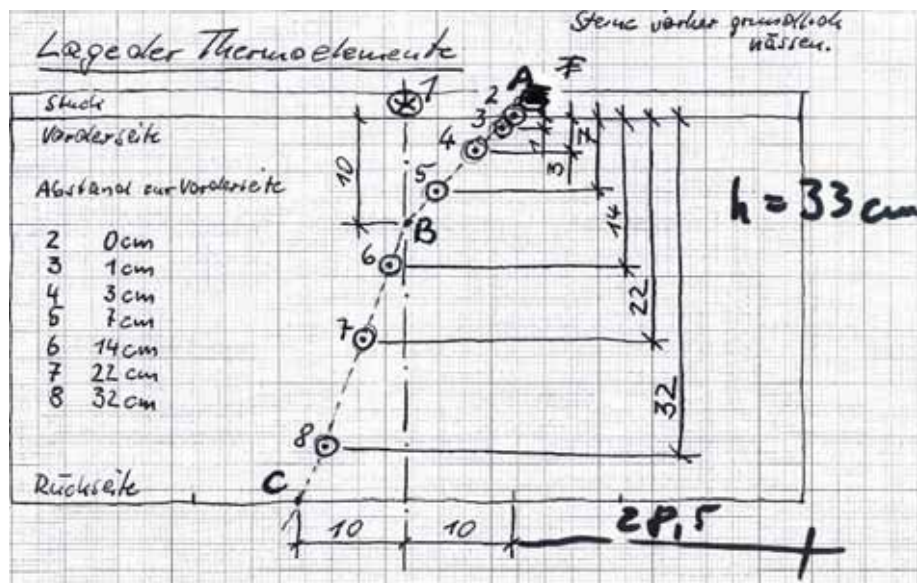 Steine vorher gründlich
nässen.
Lage der Thermoelemente
A
1
2
Stuck
Vorderseite
3
4
1
3
7
10
5
Abstand zur Vorderseite
14
h = 33 cm
B
2 0 cm
3 1 cm
4 3 cm
5 7 cm
6 14 cm
7 22 cm
8 32 cm
6
22
7
32
8
C
Rückseite
10 10 28,5